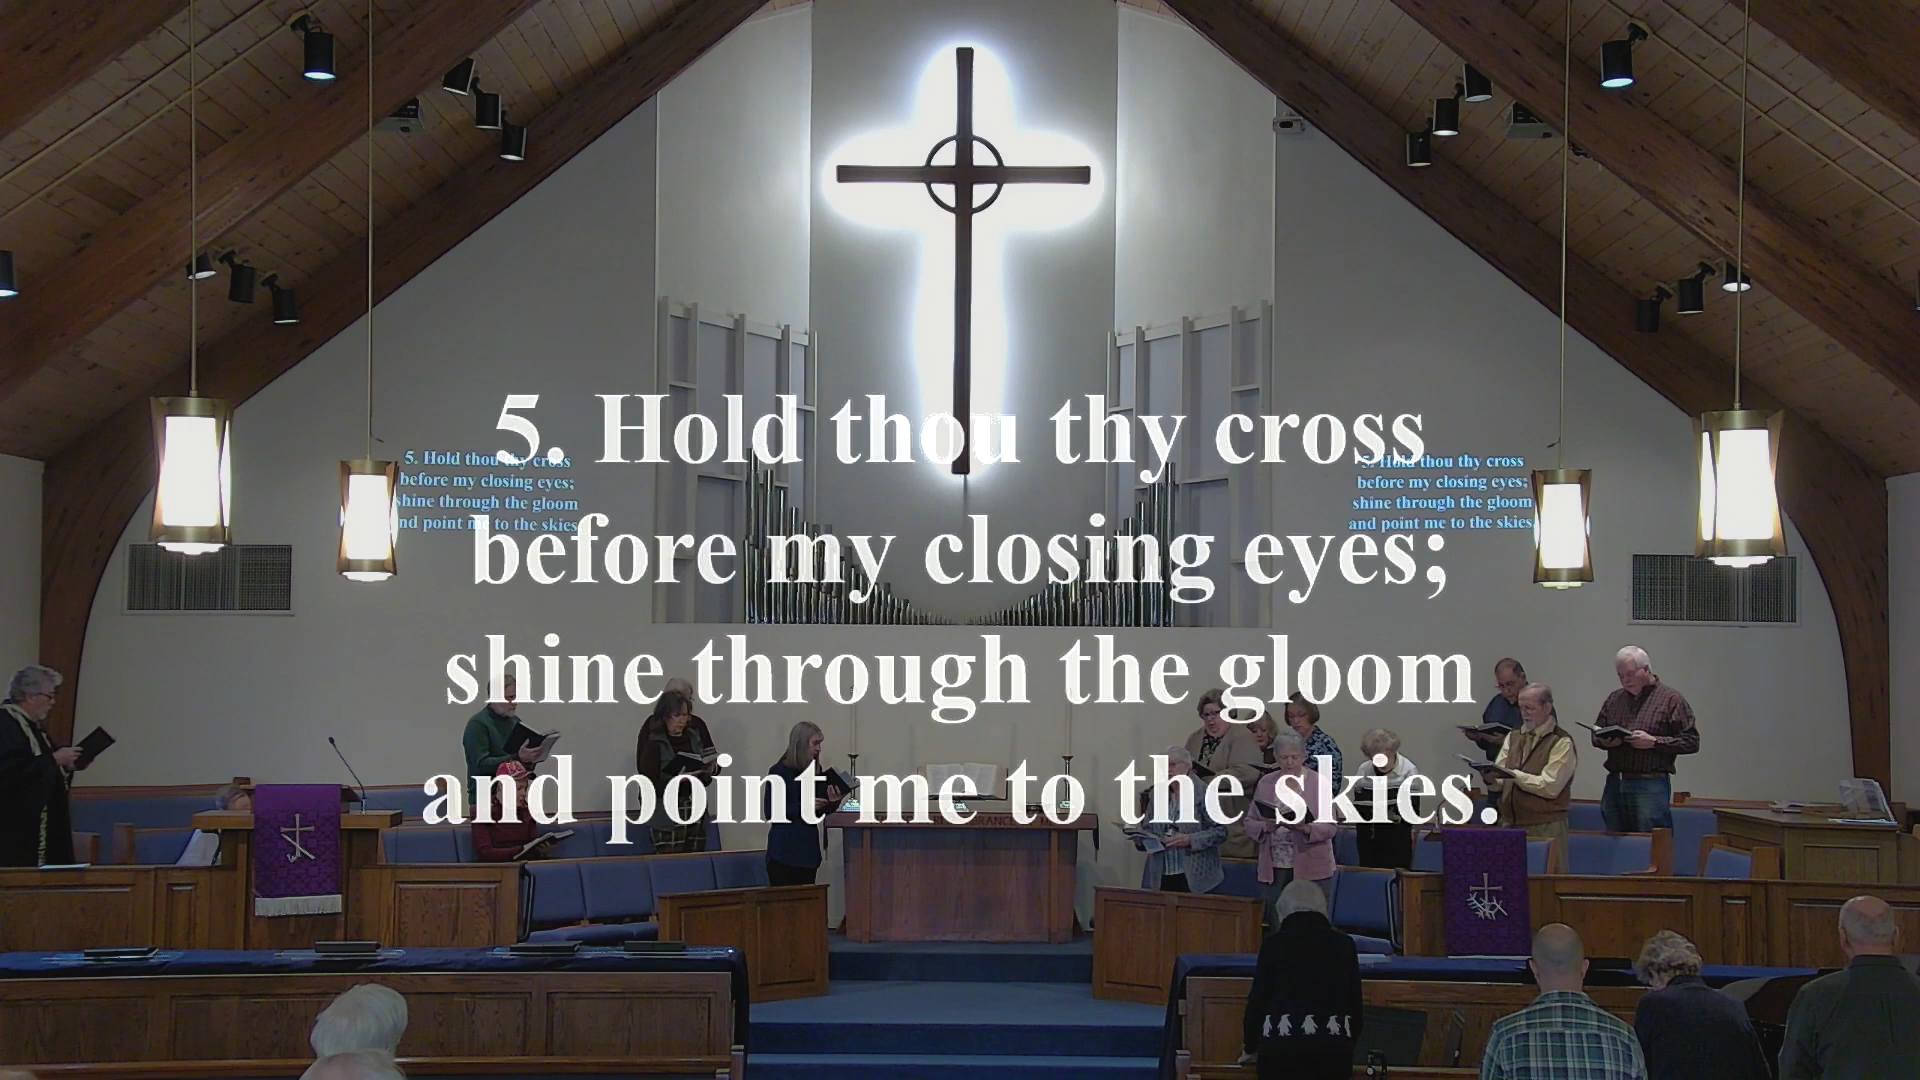 5. Hold thou thy cross
before my closing eyes;
shine through the gloom
and point me to the skies.
5. Hold thou thy cross
before my closing eyes;
shine through the gloom
and point me to the skies
5. Hold thou thy cross
before my closing eyes;
shine through the gloom
and point me to the skies.